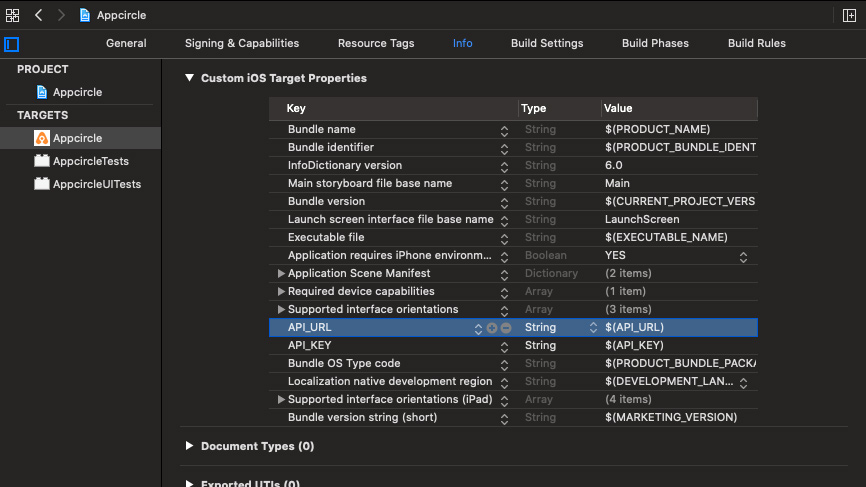 Appcircle
General Signing & Capabilities Resource Tags Info Build Settings Build Phases Build Rules
PROJECT
Appcircle
TARGETS
Appcircle
AppcircleTests
AppcircleUITests
Custom iOS Target Properties
Key Type Value
Bundle name String $(PRODUCT_NAME)
Bundle identifier String $(PRODUCT_BUNDLE_IDENT
InfoDictionary version String 6.0
Main storyboard file base name String Main
Bundle version String $(CURRENT_PROJECT_VERS
Launch screen interface file base name String LaunchScreen
Executable file String $(EXECUTABLE_NAME)
Application requires iPhone environm... Boolean YES
Application Scene Manifest Dictionary (2 items)
Required device capabilities Array (1 item)
Supported interface orientations Array (3 items)
API_URL String $(API_URL)
API_KEY String $(API_KEY)
Bundle OS Type code String $(PRODUCT_BUNDLE_PACKA
Localization native development region String $(DEVELOPMENT_LAN...
Supported interface orientations (iPad) Array (4 items)
Bundle version string (short) String $(MARKETING_VERSION)
Document Types (0)
Exported UTIs (0)